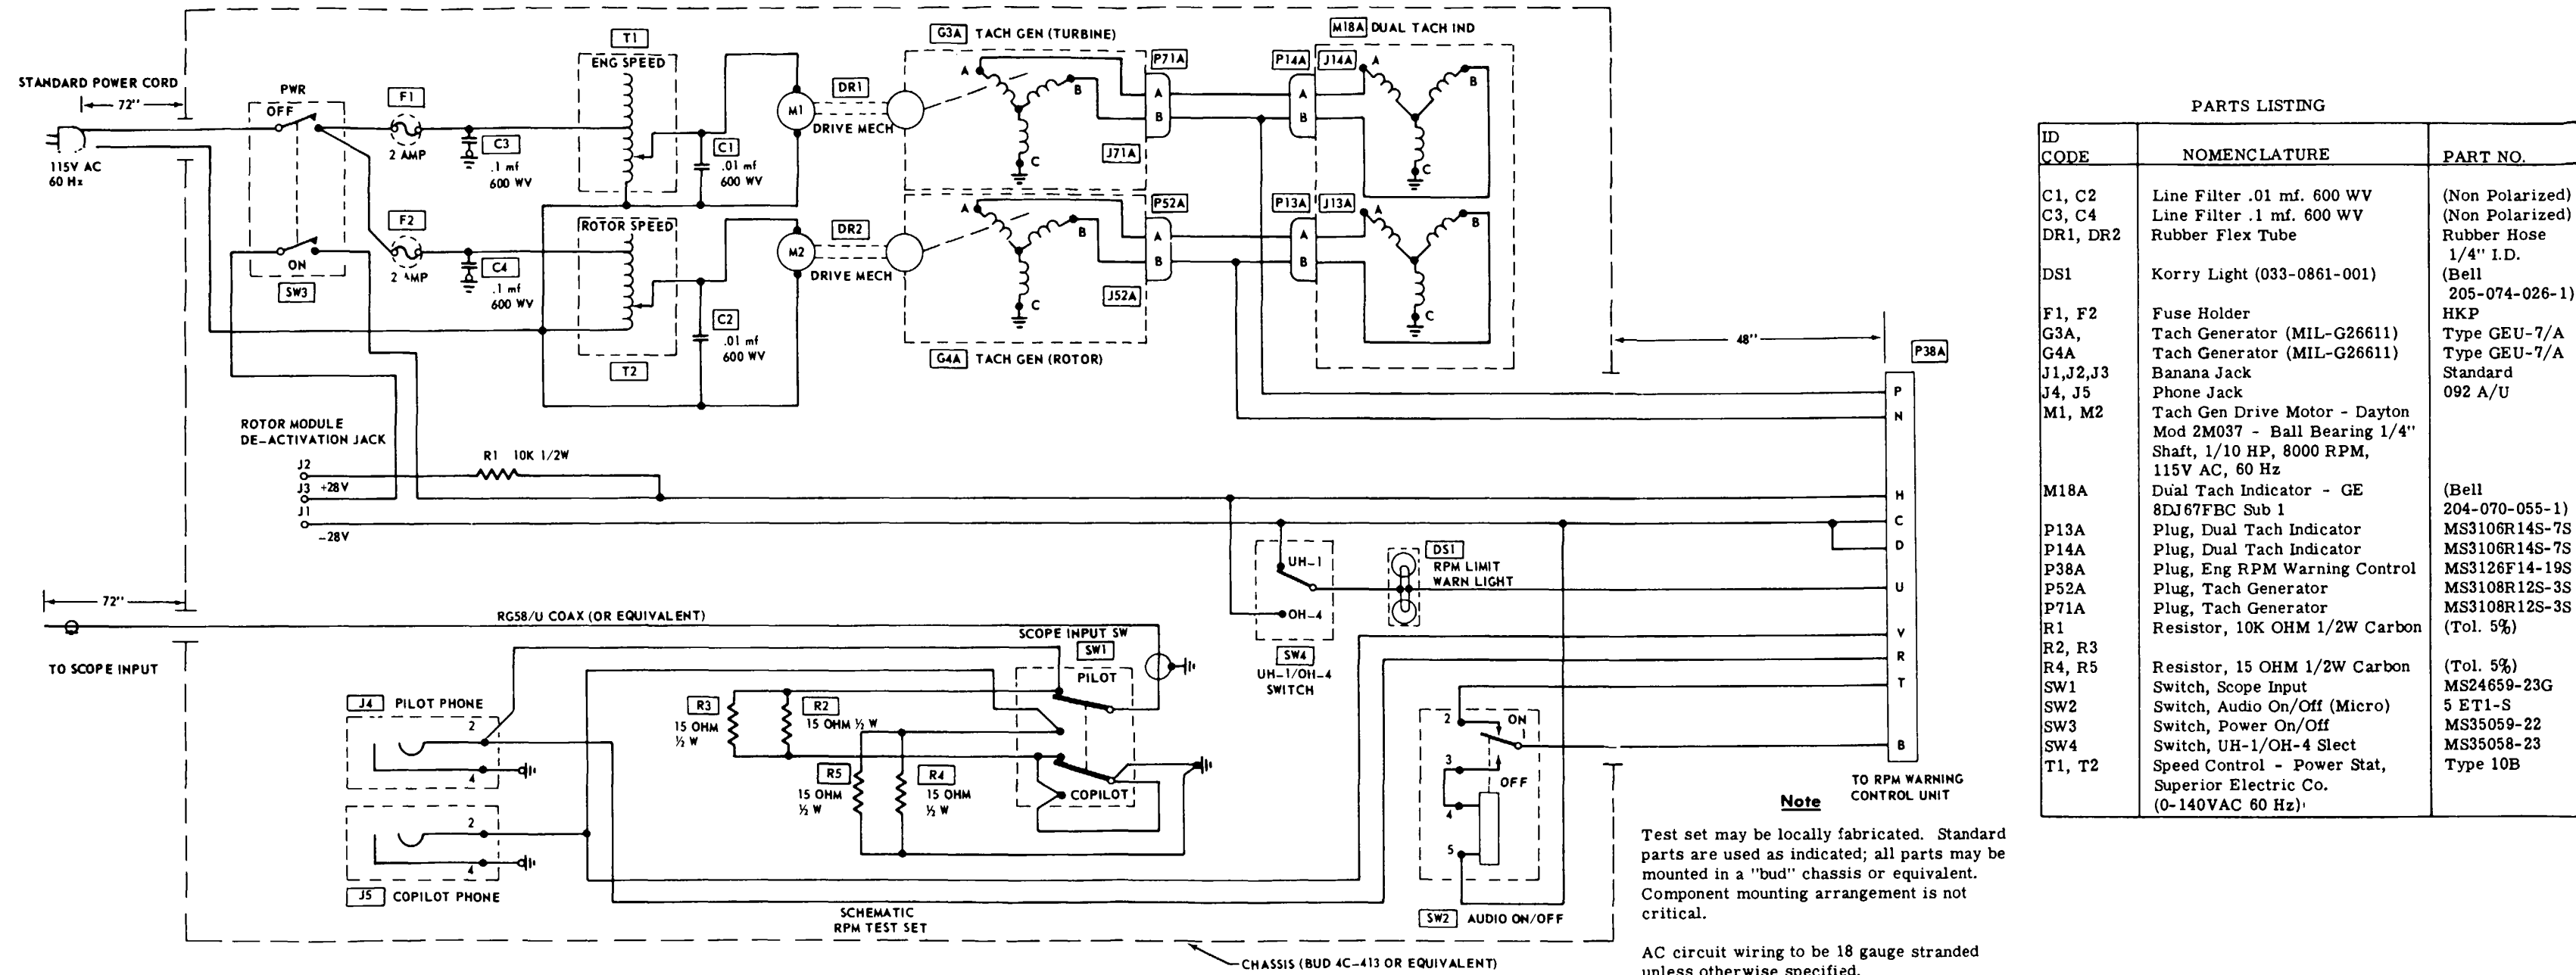 STANDARD POWER CORD
72"
115V AC
60 Hz
PWR
OFF
ON
SW3
F1
2 AMP
C3
.1 mf
600 WV
F2
2 AMP
C4
.1 mf
600 WV
T1
ENG SPEED
ROTOR SPEED
T2
C1
.01 mf
600 WV
C2
.01 mf
600 WV
M1
DR1
DRIVE MECH
M2
DR2
DRIVE MECH
G3A TACH GEN (TURBINE)
A
B
C
P71A
A
B
J71A
A
B
C
P52A
A
B
J52A
G4A TACH GEN (ROTOR)
M18A DUAL TACH IND
P14A J14A
A
B
A
B
C
P13A J13A
A
B
A
B
C
48"
P38A
P
N
H
C
D
U
V
R
T
B
TO RPM WARNING
CONTROL UNIT
ROTOR MODULE
DE-ACTIVATION JACK
J2
J3 +28V
J1
-28V
R1 10K 1/2W
UH-1
OH-4
SW4
UH-1/OH-4
SWITCH
DS1
RPM LIMIT
WARN LIGHT
72"
TO SCOPE INPUT
RG58/U COAX (OR EQUIVALENT)
SCOPE INPUT SW
SW1
PILOT
COPILOT
J4 PILOT PHONE
2
4
2
4
J5 COPILOT PHONE
R3
15 OHM
½ W
R2
15 OHM ½ W
R5
15 OHM
½ W
R4
15 OHM
½ W
2
ON
1
3
OFF
4
5
SW2 AUDIO ON/OFF
SCHEMATIC
RPM TEST SET
CHASSIS (BUD 4C-413 OR EQUIVALENT)
Note
Test set may be locally fabricated. Standard
parts are used as indicated; all parts may be
mounted in a "bud" chassis or equivalent.
Component mounting arrangement is not
critical.
AC circuit wiring to be 18 gauge stranded
unless otherwise specified.
PARTS LISTING
ID
CODE NOMENCLATURE PART NO.
C1, C2 Line Filter .01 mf. 600 WV (Non Polarized)
C3, C4 Line Filter .1 mf. 600 WV (Non Polarized)
DR1, DR2 Rubber Flex Tube Rubber Hose
1/4" I.D.
DS1 Korry Light (033-0861-001) (Bell
205-074-026-1)
F1, F2 Fuse Holder HKP
G3A, Tach Generator (MIL-G26611) Type GEU-7/A
G4A Tach Generator (MIL-G26611) Type GEU-7/A
J1,J2,J3 Banana Jack Standard
J4, J5 Phone Jack 092 A/U
M1, M2 Tach Gen Drive Motor - Dayton
Mod 2M037 - Ball Bearing 1/4"
Shaft, 1/10 HP, 8000 RPM,
115V AC, 60 Hz
M18A Dual Tach Indicator - GE (Bell
8DJ67FBC Sub 1 204-070-055-1)
P13A Plug, Dual Tach Indicator MS3106R14S-7S
P14A Plug, Dual Tach Indicator MS3106R14S-7S
P38A Plug, Eng RPM Warning Control MS3126F14-19S
P52A Plug, Tach Generator MS3108R12S-3S
P71A Plug, Tach Generator MS3108R12S-3S
R1 Resistor, 10K OHM 1/2W Carbon (Tol. 5%)
R2, R3
R4, R5 Resistor, 15 OHM 1/2W Carbon (Tol. 5%)
SW1 Switch, Scope Input MS24659-23G
SW2 Switch, Audio On/Off (Micro) 5 ET1-S
SW3 Switch, Power On/Off MS35059-22
SW4 Switch, UH-1/OH-4 Slect MS35058-23
T1, T2 Speed Control - Power Stat, Type 10B
Superior Electric Co.
(0-140VAC 60 Hz)